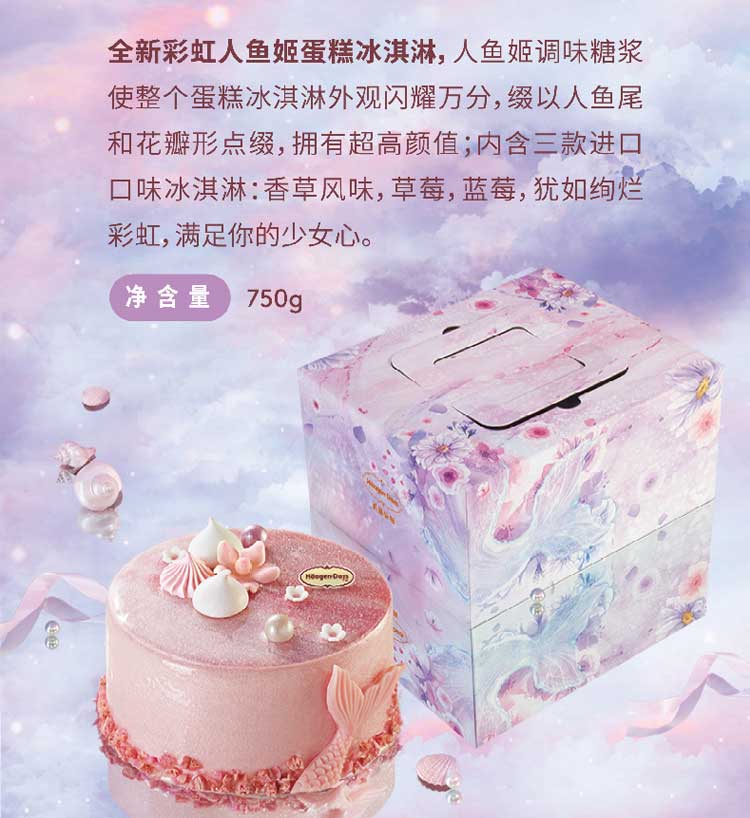 全新彩虹人鱼姬蛋糕冰淇淋,人鱼姬调味糖浆
使整个蛋糕冰淇淋外观闪耀万分,缀以人鱼尾
和花瓣形点缀,拥有超高颜值;内含三款进口
口味冰淇淋:香草风味,草莓,蓝莓,犹如绚烂
彩虹,满足你的少女心。
净含量 750g
Häagen-Dazs
Häagen-Dazs